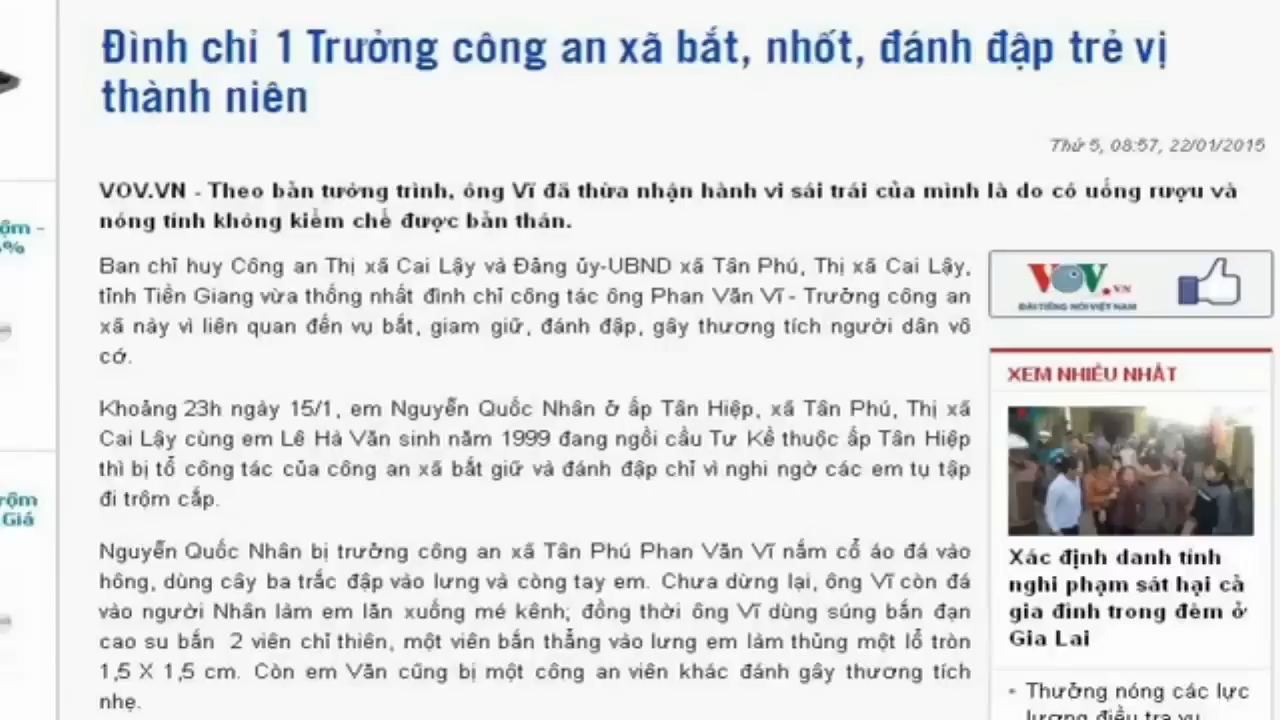 Đình chỉ 1 Trưởng công an xã bắt, nhốt, đánh đập trẻ vị
thành niên
Thứ 5, 08:57, 22/01/2015
VOV.VN - Theo bản tường trình, ông Vĩ đã thừa nhận hành vi sái trái của mình là do có uống rượu và
nóng tính không kiềm chế được bản thân.
Ban chỉ huy Công an Thị xã Cai Lậy và Đảng ủy-UBND xã Tân Phú, Thị xã Cai Lậy,
tỉnh Tiền Giang vừa thống nhất đình chỉ công tác ông Phan Văn Vĩ - Trưởng công an
xã này vì liên quan đến vụ bắt, giam giữ, đánh đập, gây thương tích người dân vô
cớ.
Khoảng 23h ngày 15/1, em Nguyễn Quốc Nhân ở ấp Tân Hiệp, xã Tân Phú, Thị xã
Cai Lậy cùng em Lê Hà Văn sinh năm 1999 đang ngồi cầu Tư Kề thuộc ấp Tân Hiệp
thì bị tổ công tác của công an xã bắt giữ và đánh đập chỉ vì nghi ngờ các em tụ tập
đi trộm cắp.
Nguyễn Quốc Nhân bị trưởng công an xã Tân Phú Phan Văn Vĩ nắm cổ áo đá vào
hông, dùng cây ba trắc đập vào lưng và còng tay em. Chưa dừng lại, ông Vĩ còn đá
vào người Nhân làm em lăn xuống mé kênh; đồng thời ông Vĩ dùng súng bắn đạn
cao su bắn 2 viên chỉ thiên, một viên bắn thẳng vào lưng em làm thủng một lỗ tròn
1,5 X 1,5 cm. Còn em Văn cũng bị một công an viên khác đánh gây thương tích
nhẹ.
VOV.VN
ĐÀI TIẾNG NÓI VIỆT NAM
XEM NHIỀU NHẤT
Xác định danh tính
nghi phạm sát hại cả
gia đình trong đêm ở
Gia Lai
• Thưởng nóng các lực
lượng điều tra vụ
ộm -
%
rộm
Giá